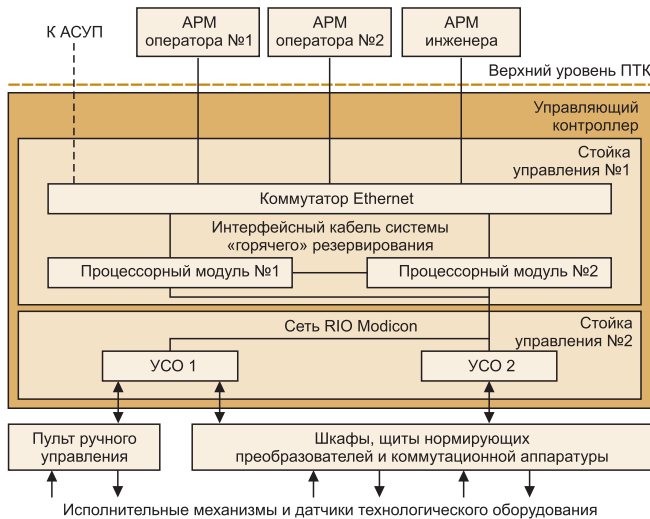 К АСУП
АРМ
оператора №1
АРМ
оператора №2
АРМ
инженера
Верхний уровень ПТК
Управляющий
контроллер
Стойка
управления №1
Коммутатор Ethernet
Интерфейсный кабель системы
«горячего» резервирования
Процессорный модуль №1
Процессорный модуль №2
Сеть RIO Modicon
Стойка
управления №2
УСО 1
УСО 2
Пульт ручного
управления
Шкафы, щиты нормирующих
преобразователей и коммутационной аппаратуры
Исполнительные механизмы и датчики технологического оборудования